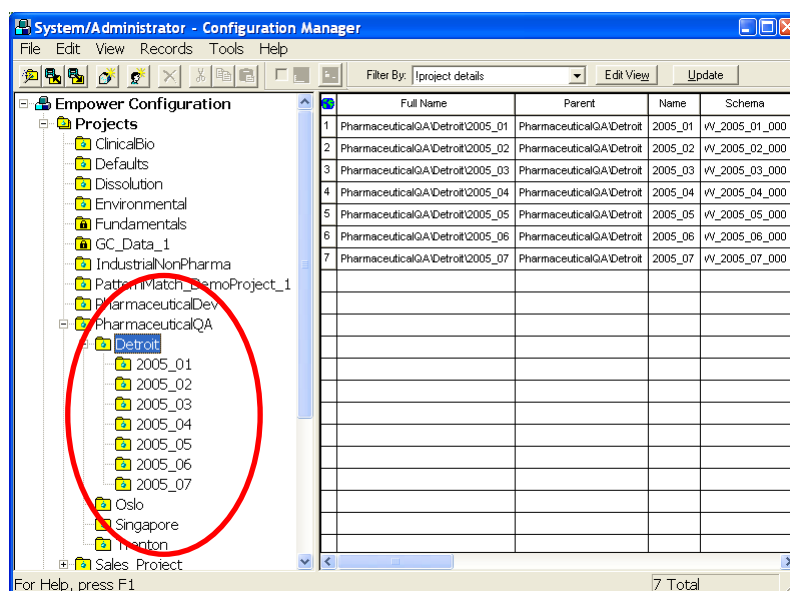 System/Administrator - Configuration Manager
File Edit View Records Tools Help
Filter By: !project details Edit View Update
Empower Configuration
Projects
ClinicalBio
Defaults
Dissolution
Environmental
Fundamentals
GC_Data_1
IndustrialNonPharma
PatternMatch_DemoProject_1
PharmaceuticalDev
PharmaceuticalQA
Detroit
2005_01
2005_02
2005_03
2005_04
2005_05
2005_06
2005_07
Oslo
Singapore
Trenton
Sales_Project
Full Name Parent Name Schema
1 PharmaceuticalQA\Detroit\2005_01 PharmaceuticalQA\Detroit 2005_01 W_2005_01_000
2 PharmaceuticalQA\Detroit\2005_02 PharmaceuticalQA\Detroit 2005_02 W_2005_02_000
3 PharmaceuticalQA\Detroit\2005_03 PharmaceuticalQA\Detroit 2005_03 W_2005_03_000
4 PharmaceuticalQA\Detroit\2005_04 PharmaceuticalQA\Detroit 2005_04 W_2005_04_000
5 PharmaceuticalQA\Detroit\2005_05 PharmaceuticalQA\Detroit 2005_05 W_2005_05_000
6 PharmaceuticalQA\Detroit\2005_06 PharmaceuticalQA\Detroit 2005_06 W_2005_06_000
7 PharmaceuticalQA\Detroit\2005_07 PharmaceuticalQA\Detroit 2005_07 W_2005_07_000
For Help, press F1
7 Total